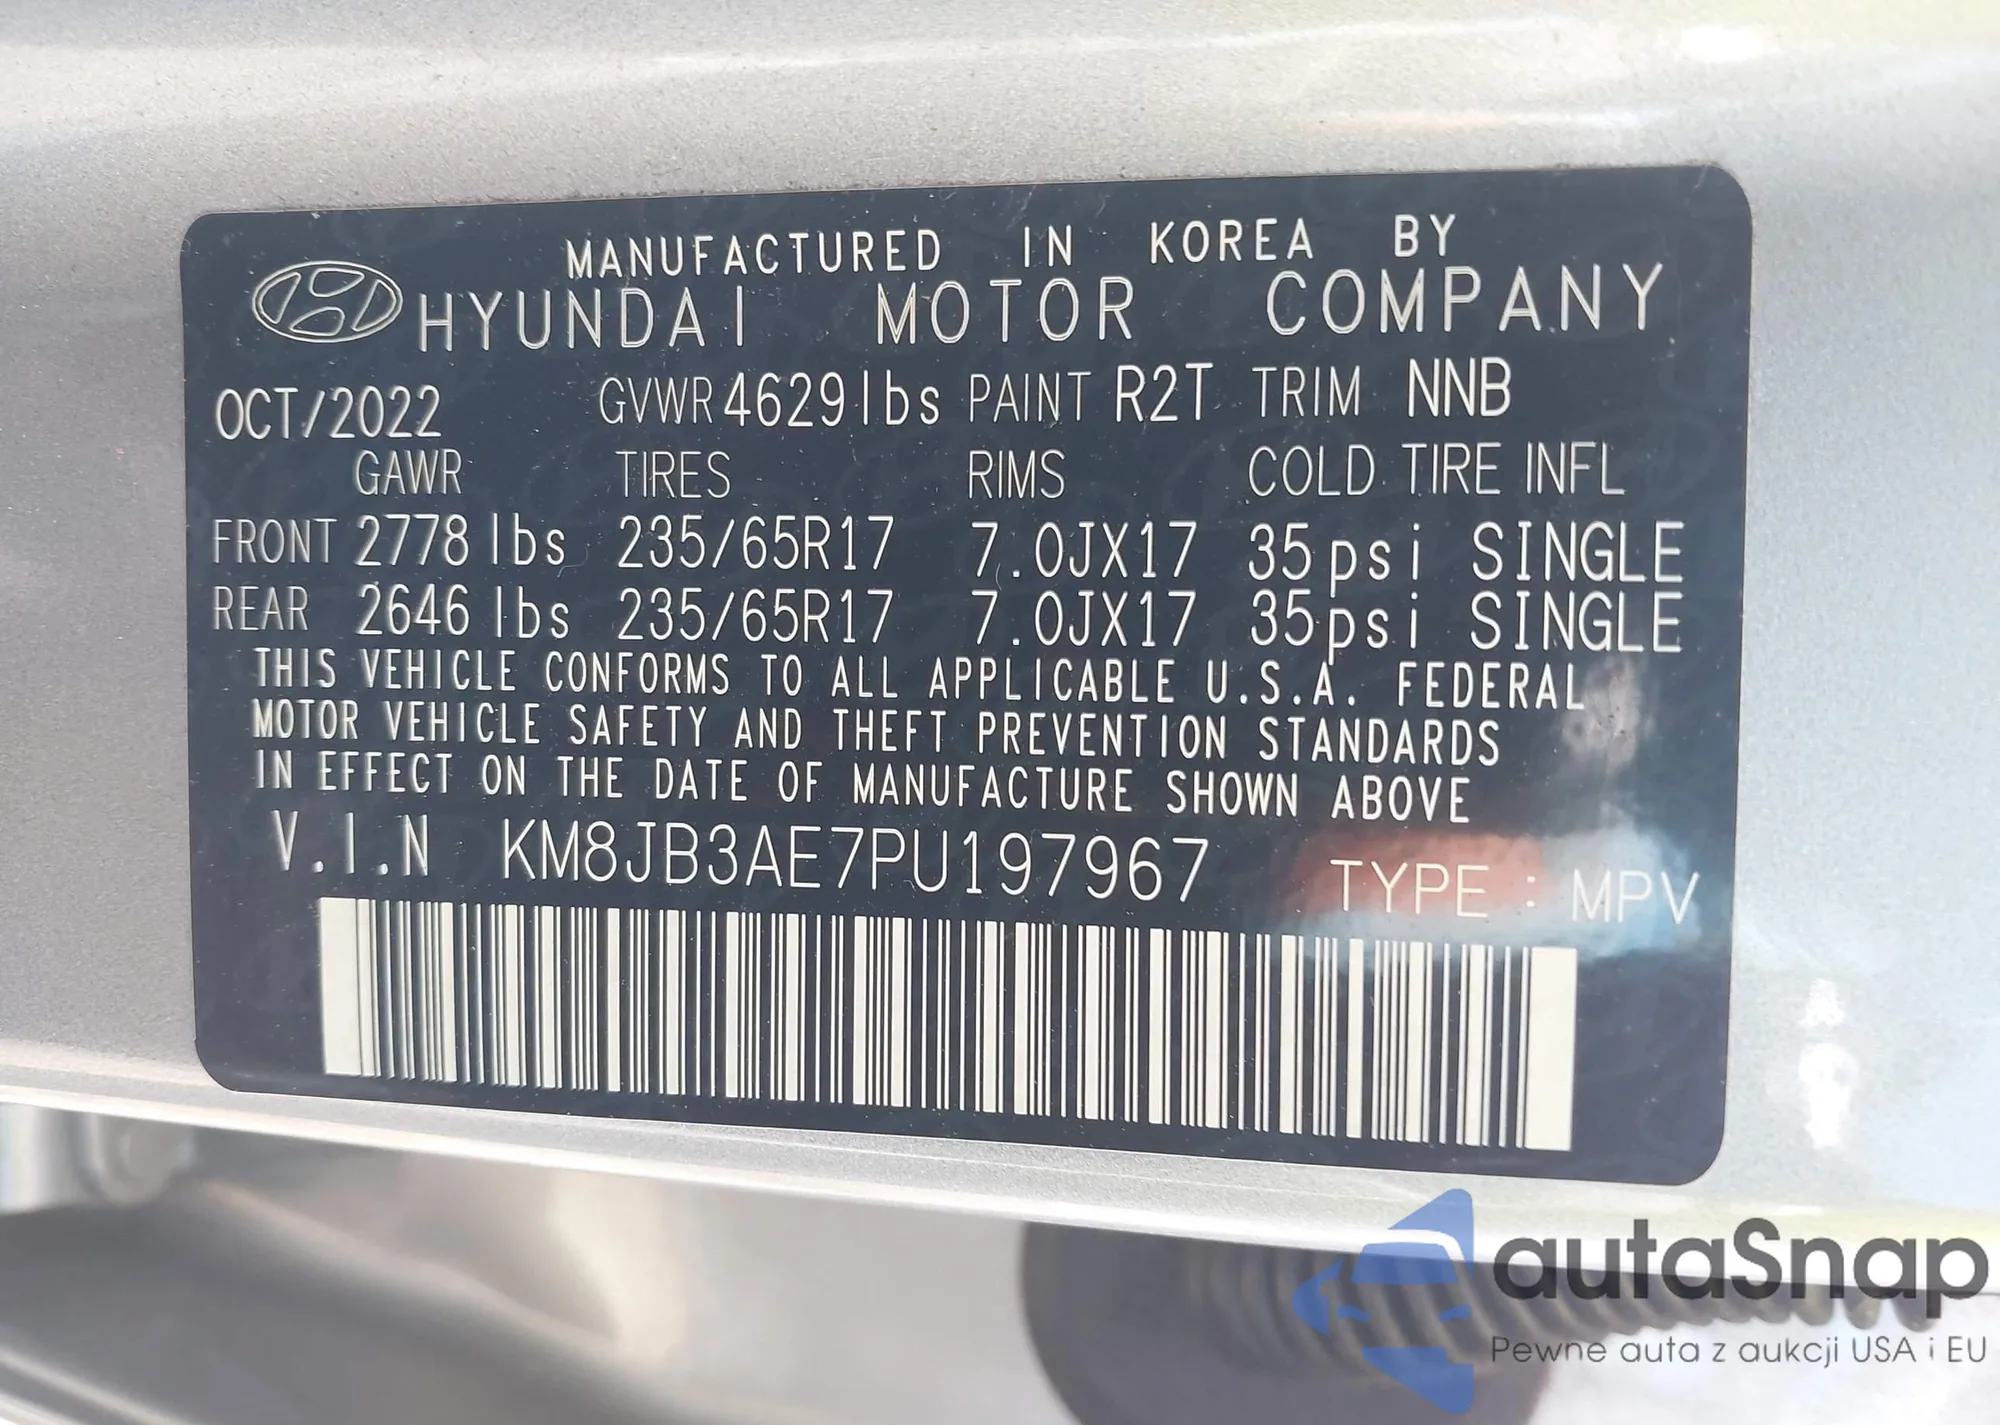 MANUFACTURED IN KOREA BY
HYUNDAI MOTOR COMPANY
OCT/2022 GVWR 4629lbs PAINT R2T TRIM NNB
GAWR TIRES RIMS COLD TIRE INFL
FRONT 2778 lbs 235/65R17 7.0JX17 35psi SINGLE
REAR 2646 lbs 235/65R17 7.0JX17 35psi SINGLE
THIS VEHICLE CONFORMS TO ALL APPLICABLE U.S.A. FEDERAL
MOTOR VEHICLE SAFETY AND THEFT PREVENTION STANDARDS
IN EFFECT ON THE DATE OF MANUFACTURE SHOWN ABOVE
V.I.N KM8JB3AE7PU197967 TYPE : MPV
autaSnap
Pewne auta z aukcji USA i EU